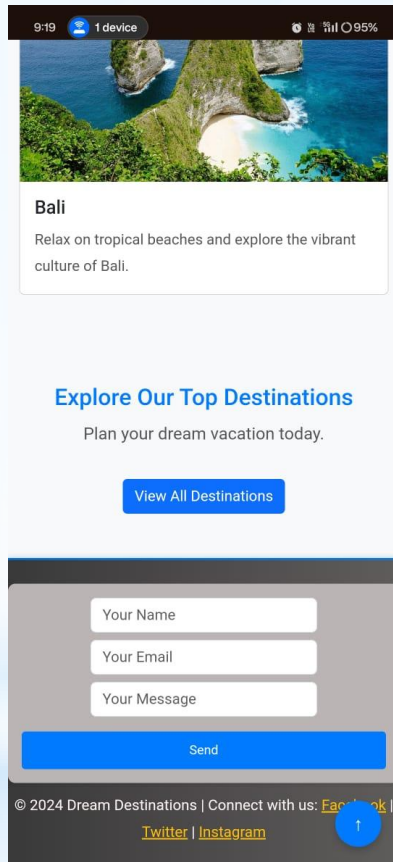 9:19 1 device 95%
Bali
Relax on tropical beaches and explore the vibrant
culture of Bali.
Explore Our Top Destinations
Plan your dream vacation today.
View All Destinations
Your Name
Your Email
Your Message
Send
© 2024 Dream Destinations | Connect with us: |
Twitter | Instagram
↑